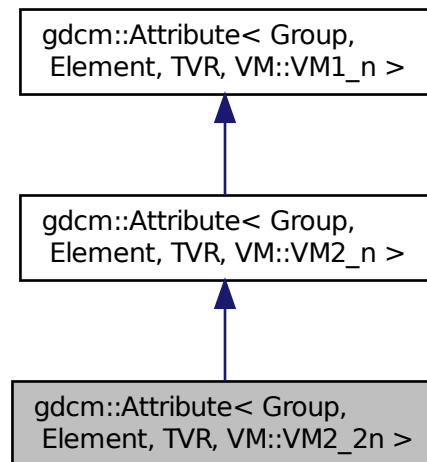 gdcm::Attribute< Group,
Element, TVR, VM::VM1_n >
gdcm::Attribute< Group,
Element, TVR, VM::VM2_n >
gdcm::Attribute< Group,
Element, TVR, VM::VM2_2n >